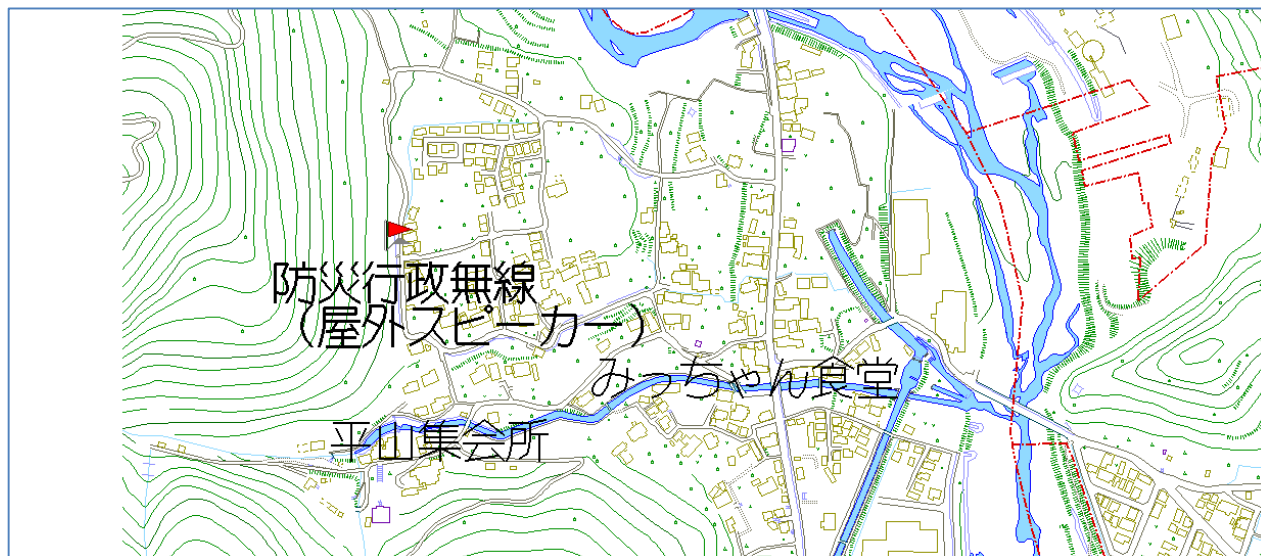 防災行政無線
（屋外スピーカー）
みっちゃん食堂
平山集会所